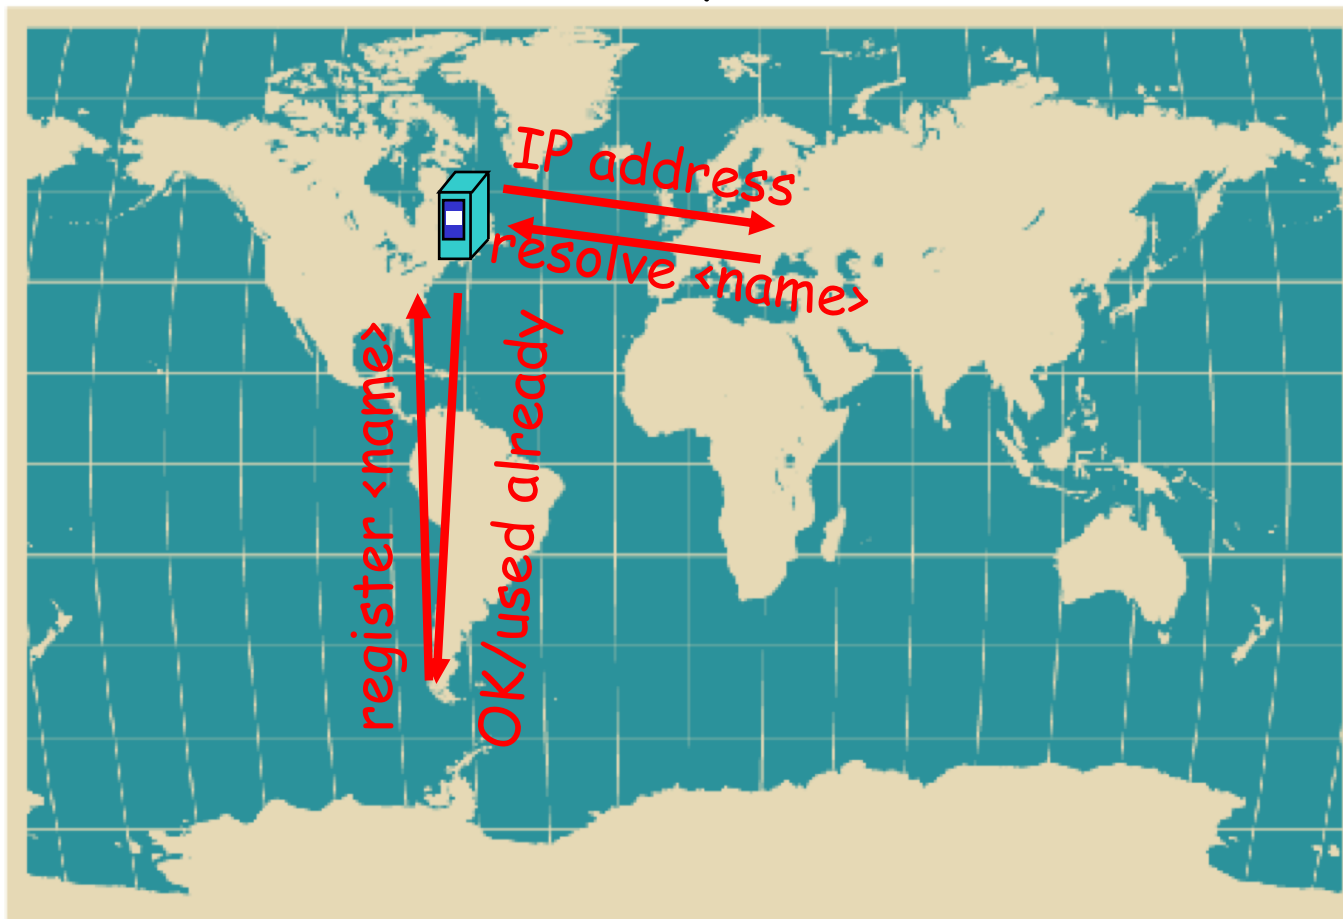 IP address
resolve <name>
register <name>
OK/used already